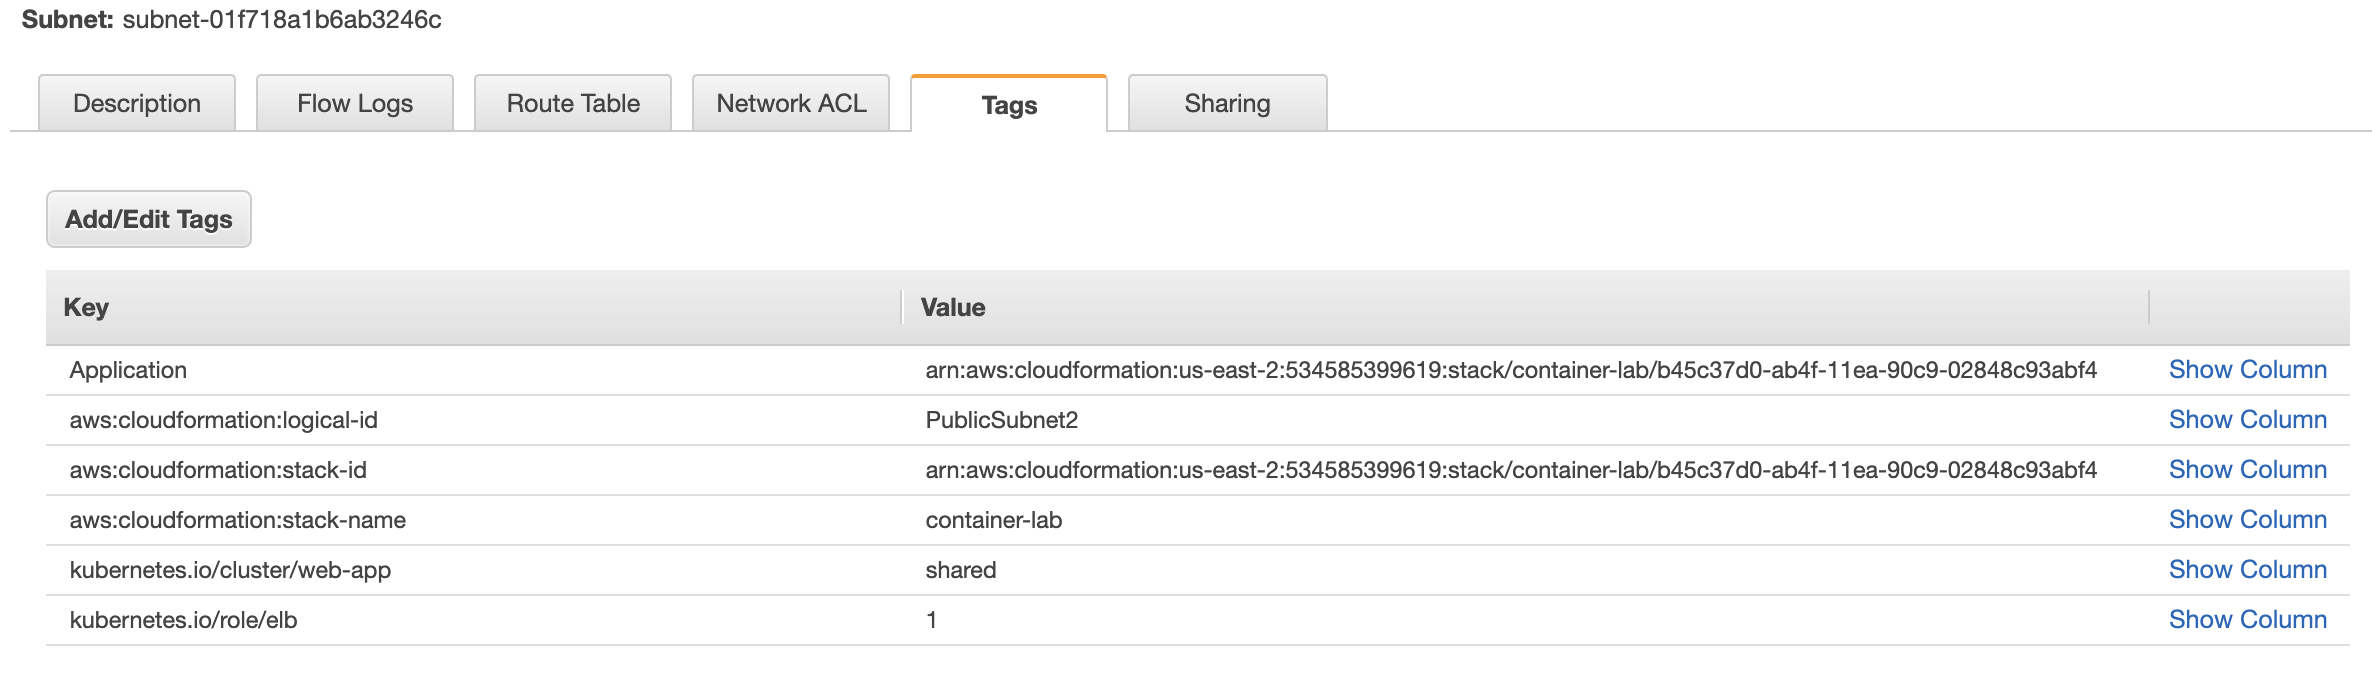 Subnet: subnet-01f718a1b6ab3246c
Description Flow Logs Route Table Network ACL Tags Sharing
Add/Edit Tags
Key Value
Application arn:aws:cloudformation:us-east-2:534585399619:stack/container-lab/b45c37d0-ab4f-11ea-90c9-02848c93abf4 Show Column
aws:cloudformation:logical-id PublicSubnet2 Show Column
aws:cloudformation:stack-id arn:aws:cloudformation:us-east-2:534585399619:stack/container-lab/b45c37d0-ab4f-11ea-90c9-02848c93abf4 Show Column
aws:cloudformation:stack-name container-lab Show Column
kubernetes.io/cluster/web-app shared Show Column
kubernetes.io/role/elb 1 Show Column